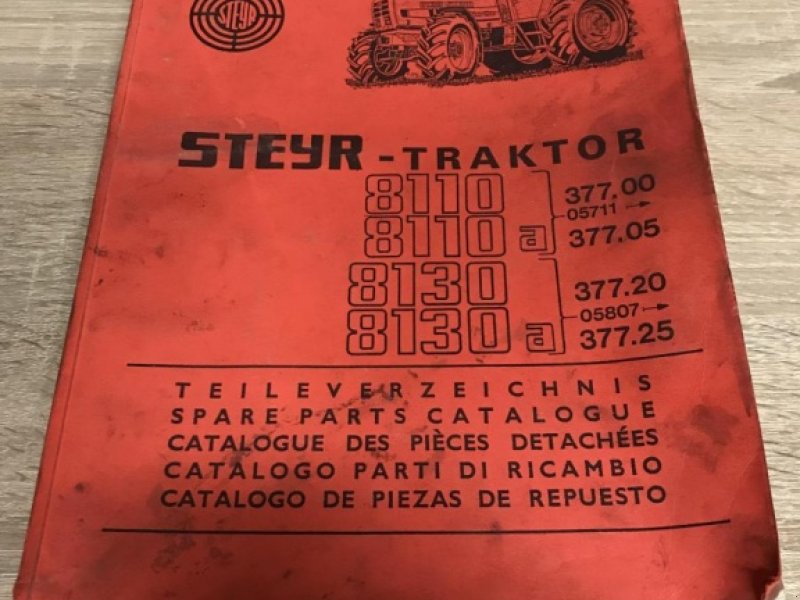 STEYR
STEYR-TRAKTOR
8110 377.00
05711 →
8110 a 377.05
8130 377.20
05807 →
8130 a 377.25
TEILEVERZEICHNIS
SPARE PARTS CATALOGUE
CATALOGUE DES PIÈCES DETACHÉES
CATALOGO PARTI DI RICAMBIO
CATALOGO DE PIEZAS DE REPUESTO